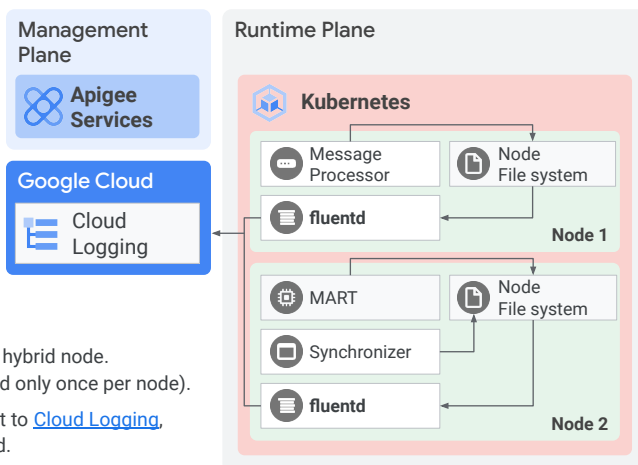 Management
Plane
Apigee
Services
Google Cloud
Cloud
Logging
hybrid node.
d only once per node).
t to Cloud Logging,
d.
Runtime Plane
Kubernetes
Message
Processor
Node
File system
fluentd
Node 1
MART
Node
File system
Synchronizer
fluentd
Node 2